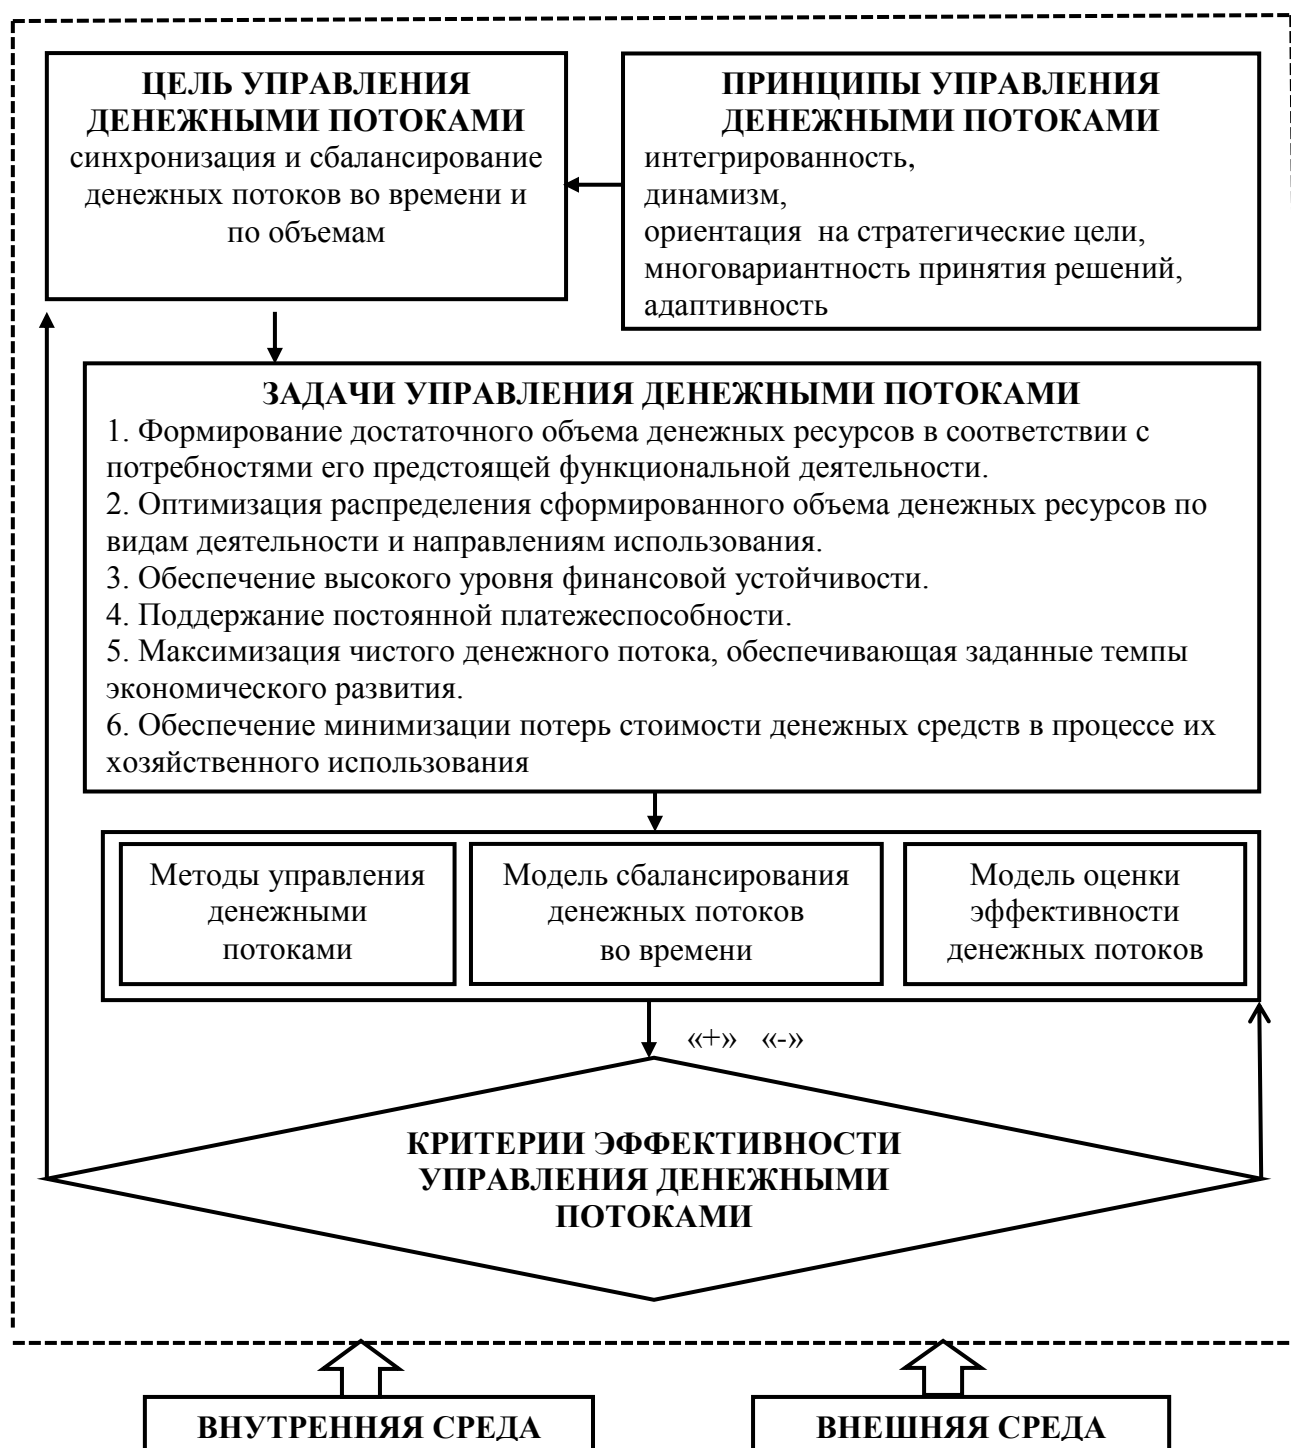 ЦЕЛЬ УПРАВЛЕНИЯ
ДЕНЕЖНЫМИ ПОТОКАМИ
синхронизация и сбалансирование
денежных потоков во времени и
по объемам
ПРИНЦИПЫ УПРАВЛЕНИЯ
ДЕНЕЖНЫМИ ПОТОКАМИ
интегрированность,
динамизм,
ориентация на стратегические цели,
многовариантность принятия решений,
адаптивность
ЗАДАЧИ УПРАВЛЕНИЯ ДЕНЕЖНЫМИ ПОТОКАМИ
1. Формирование достаточного объема денежных ресурсов в соответствии с
потребностями его предстоящей функциональной деятельности.
2. Оптимизация распределения сформированного объема денежных ресурсов по
видам деятельности и направлениям использования.
3. Обеспечение высокого уровня финансовой устойчивости.
4. Поддержание постоянной платежеспособности.
5. Максимизация чистого денежного потока, обеспечивающая заданные темпы
экономического развития.
6. Обеспечение минимизации потерь стоимости денежных средств в процессе их
хозяйственного использования
Методы управления
денежными
потоками
Модель сбалансирования
денежных потоков
во времени
Модель оценки
эффективности
денежных потоков
«+» «-»
КРИТЕРИИ ЭФФЕКТИВНОСТИ
УПРАВЛЕНИЯ ДЕНЕЖНЫМИ
ПОТОКАМИ
ВНУТРЕННЯЯ СРЕДА
ВНЕШНЯЯ СРЕДА